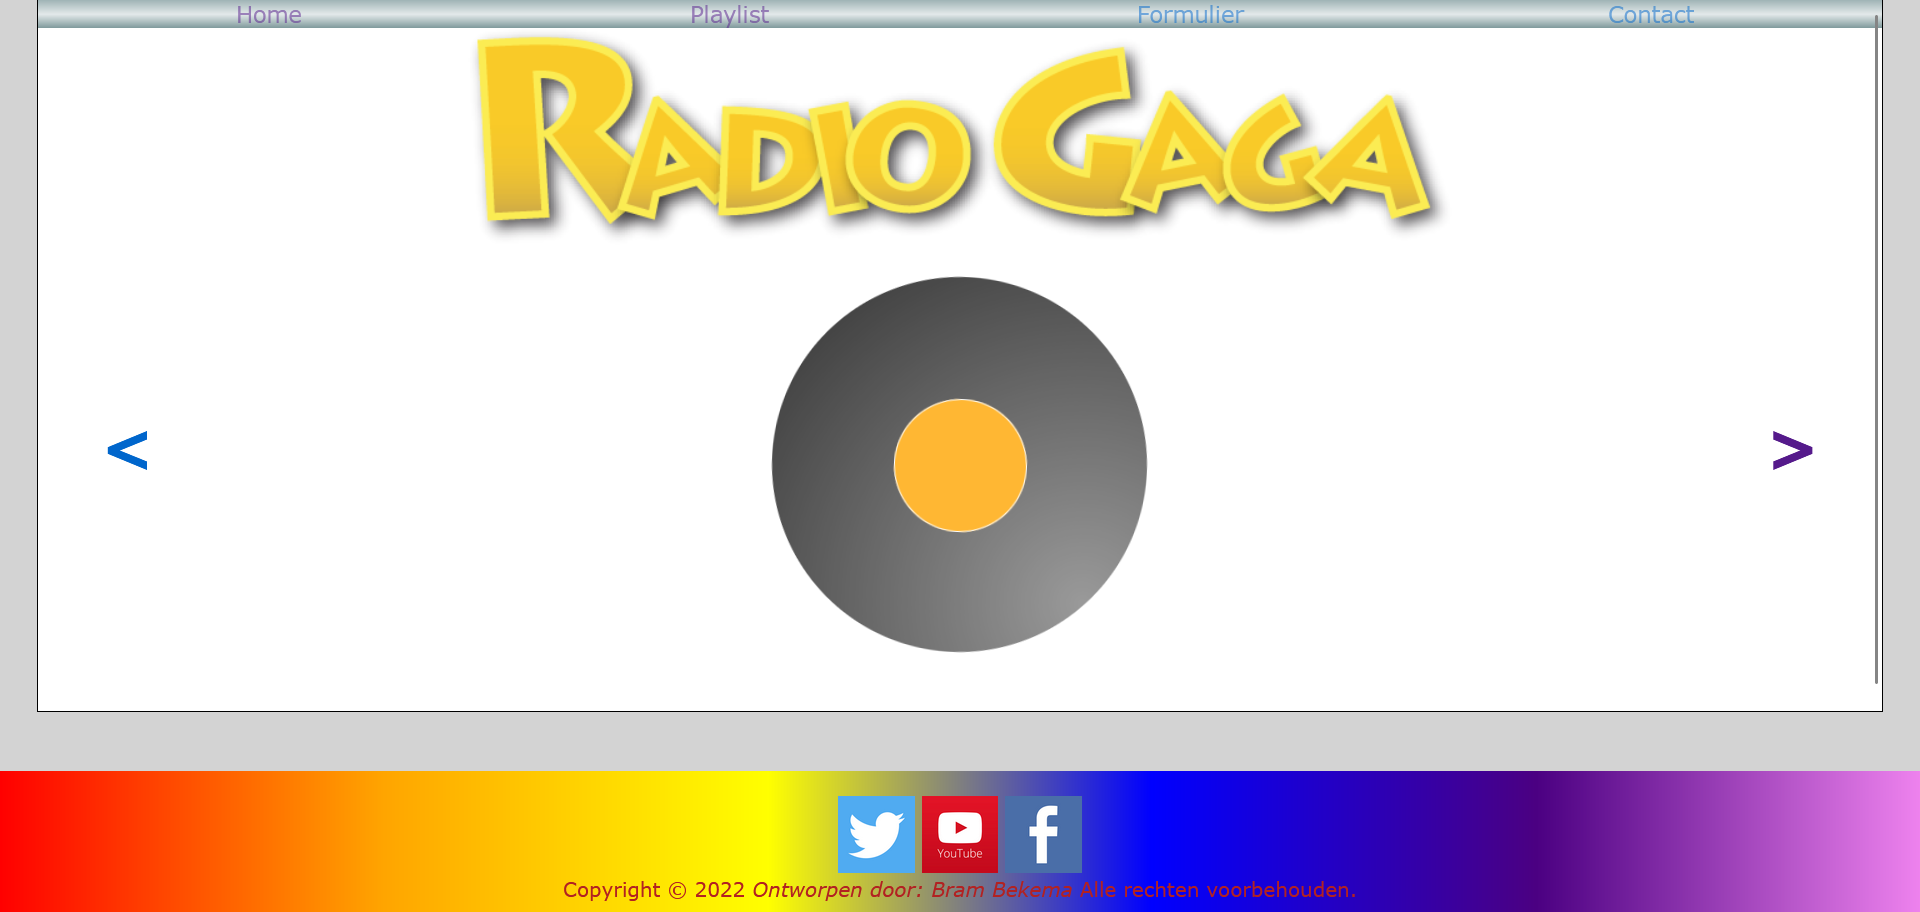 Home Playlist Formulier Contact
Radio Gaga
< >
YouTube
Copyright © 2022 Ontworpen door: Bram Bekema Alle rechten voorbehouden.